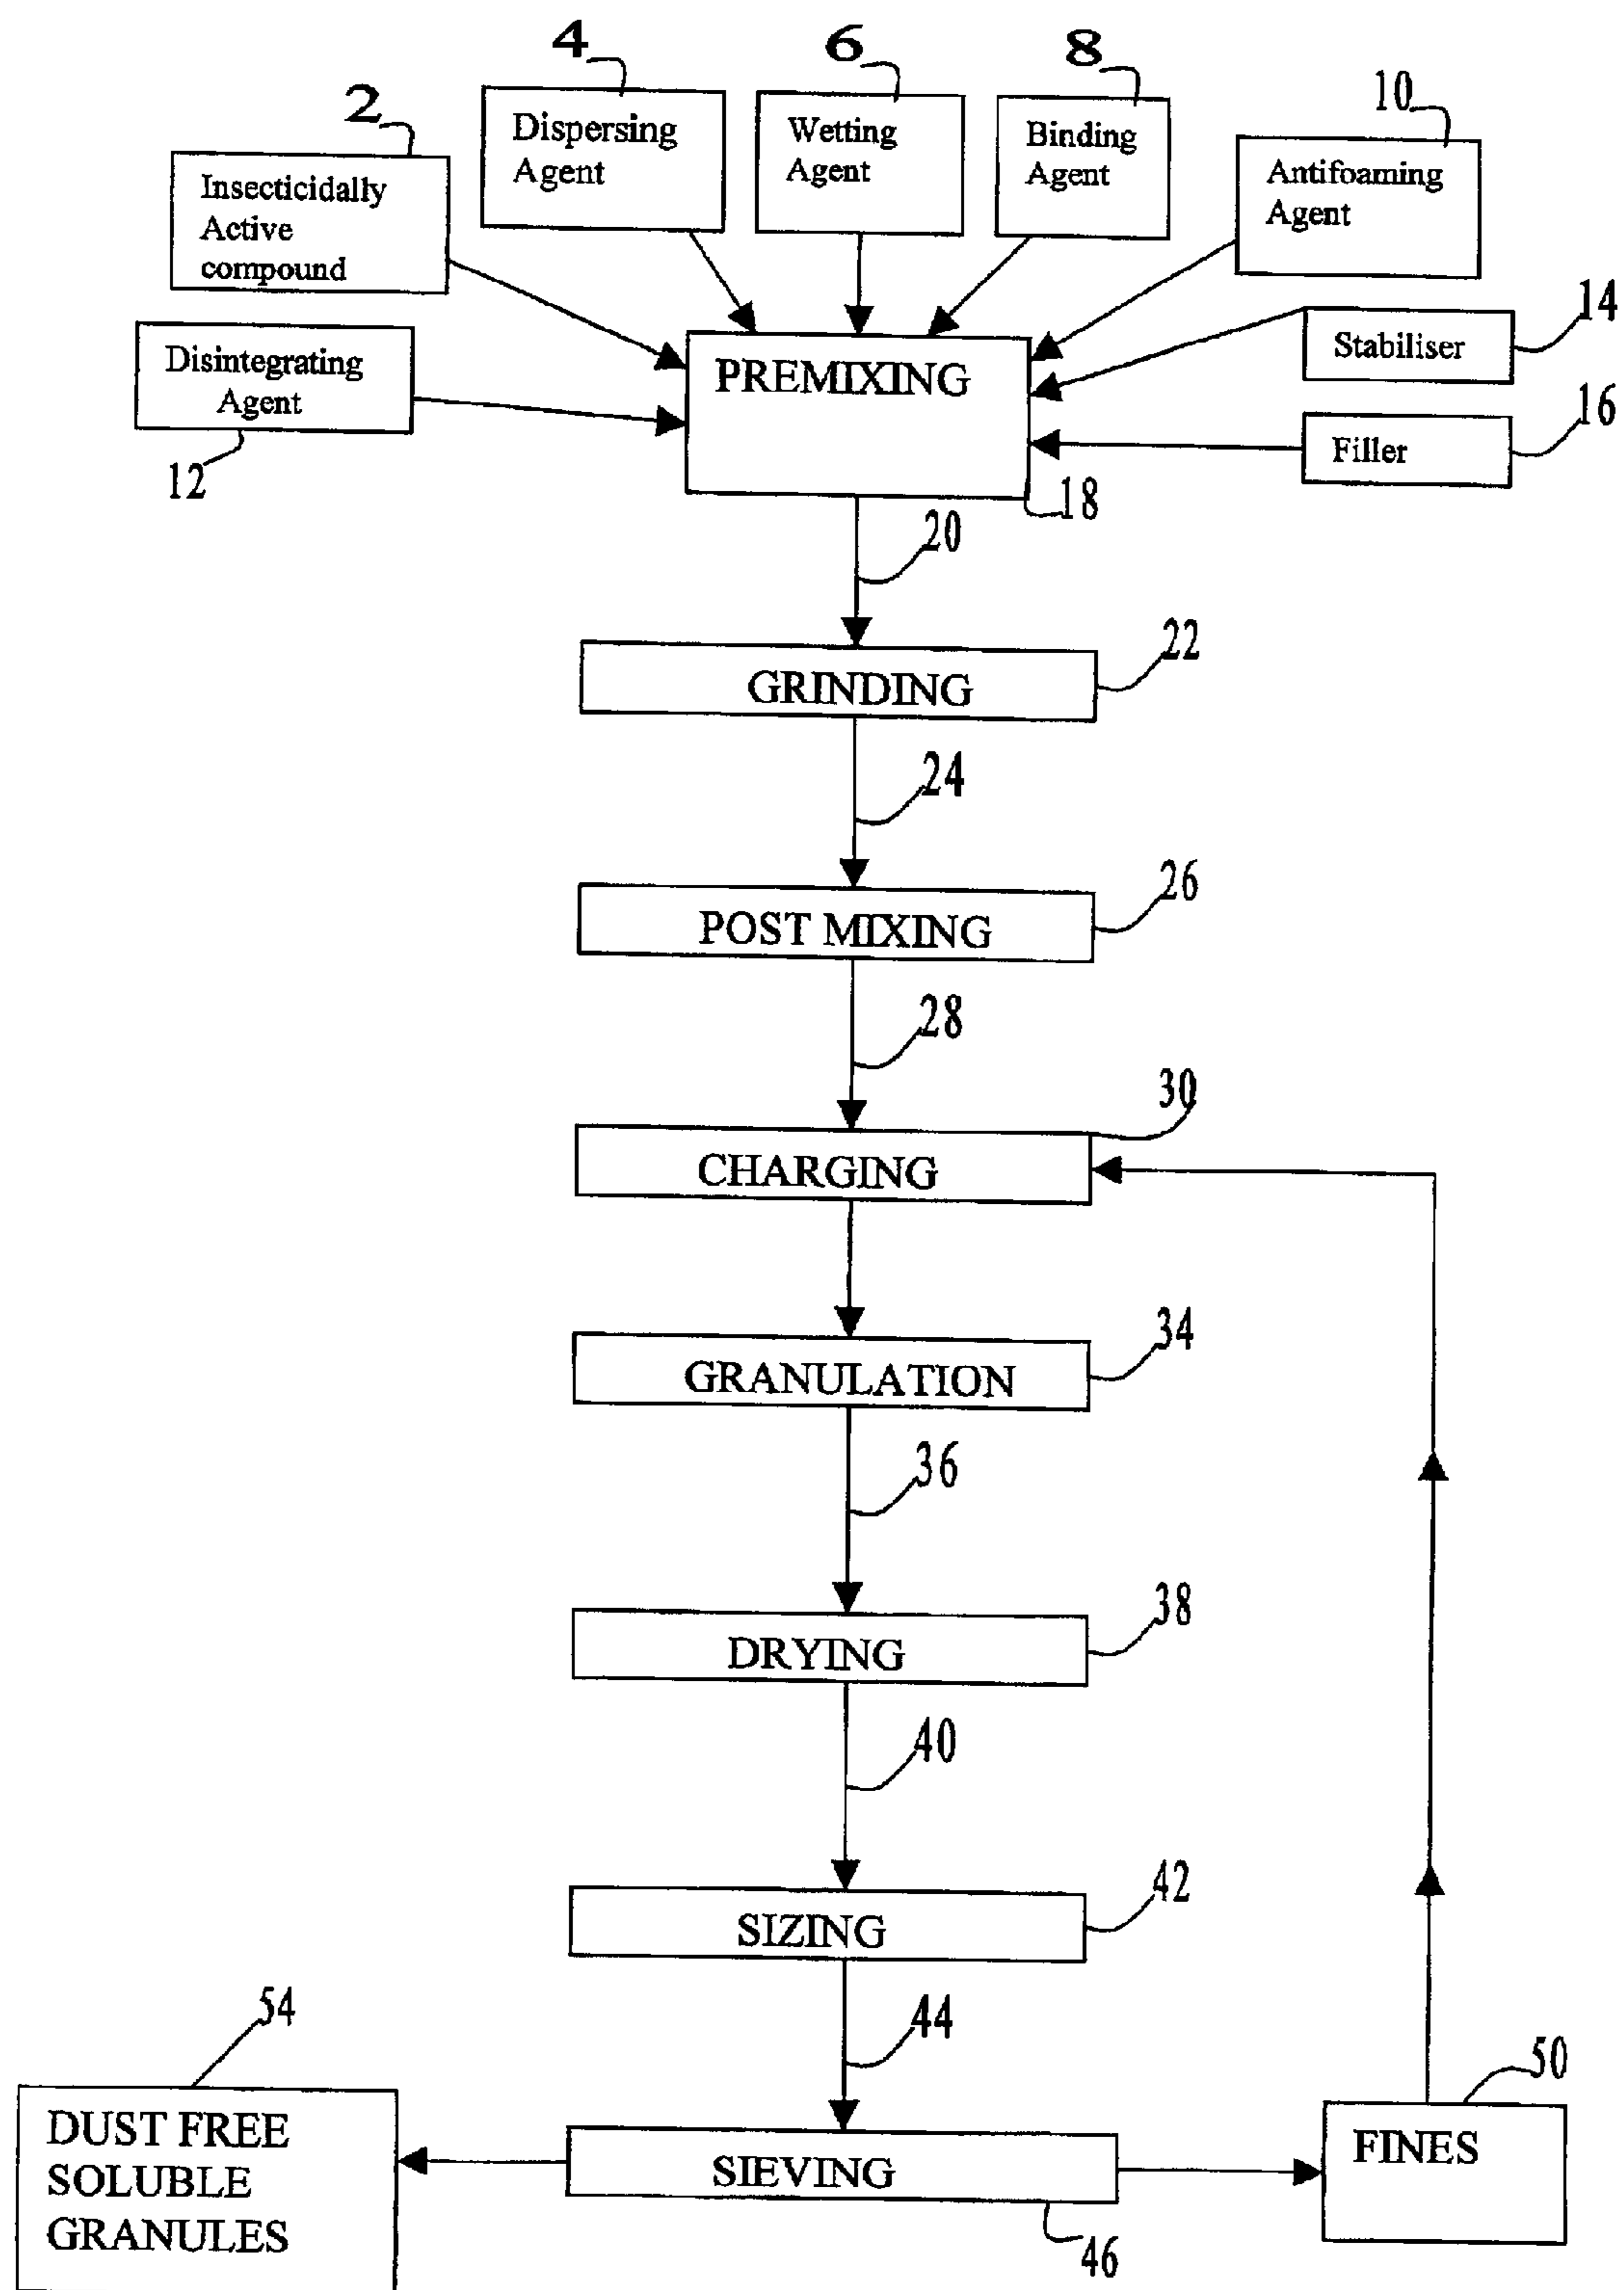 4
6
8
2
10
Dispersing
Agent
Wetting
Agent
Binding
Agent
Antifoaming
Agent
Insecticidally
Active
compound
14
Stabiliser
Disintegrating
Agent
PREMIXING
16
Filler
12
18
20
22
GRINDING
24
26
POST MIXING
28
30
CHARGING
34
GRANULATION
36
38
DRYING
40
42
SIZING
44
54
50
DUST FREE
SOLUBLE
GRANULES
SIEVING
FINES
46